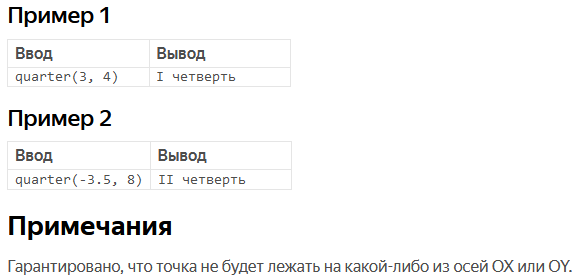 Пример 1
Ввод Вывод
quarter(3, 4) I четверть
Пример 2
Ввод Вывод
quarter(-3.5, 8) II четверть
Примечания
Гарантировано, что точка не будет лежать на какой-либо из осей OX или OY.